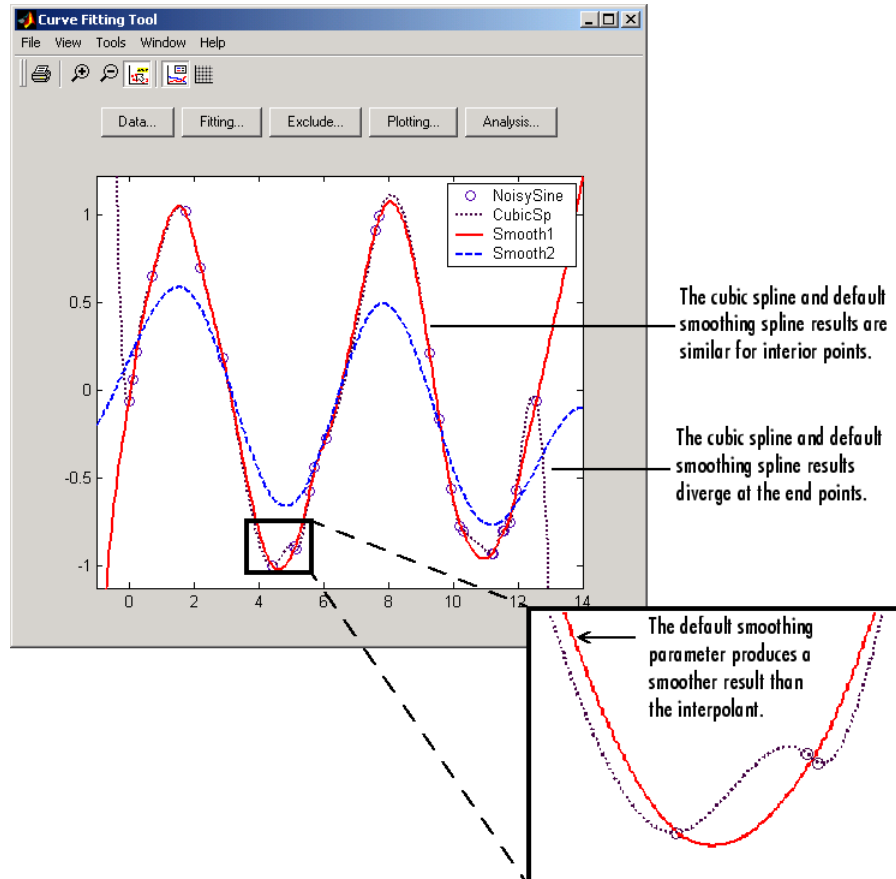 Curve Fitting Tool
File View Tools Window Help
Data... Fitting... Exclude... Plotting... Analysis...
NoisySine
CubicSp
Smooth1
Smooth2
1
0.5
0
-0.5
-1
0 2 4 6 8 10 12 14
The cubic spline and default
smoothing spline results are
similar for interior points.
The cubic spline and default
smoothing spline results
diverge at the end points.
The default smoothing
parameter produces a
smoother result than
the interpolant.